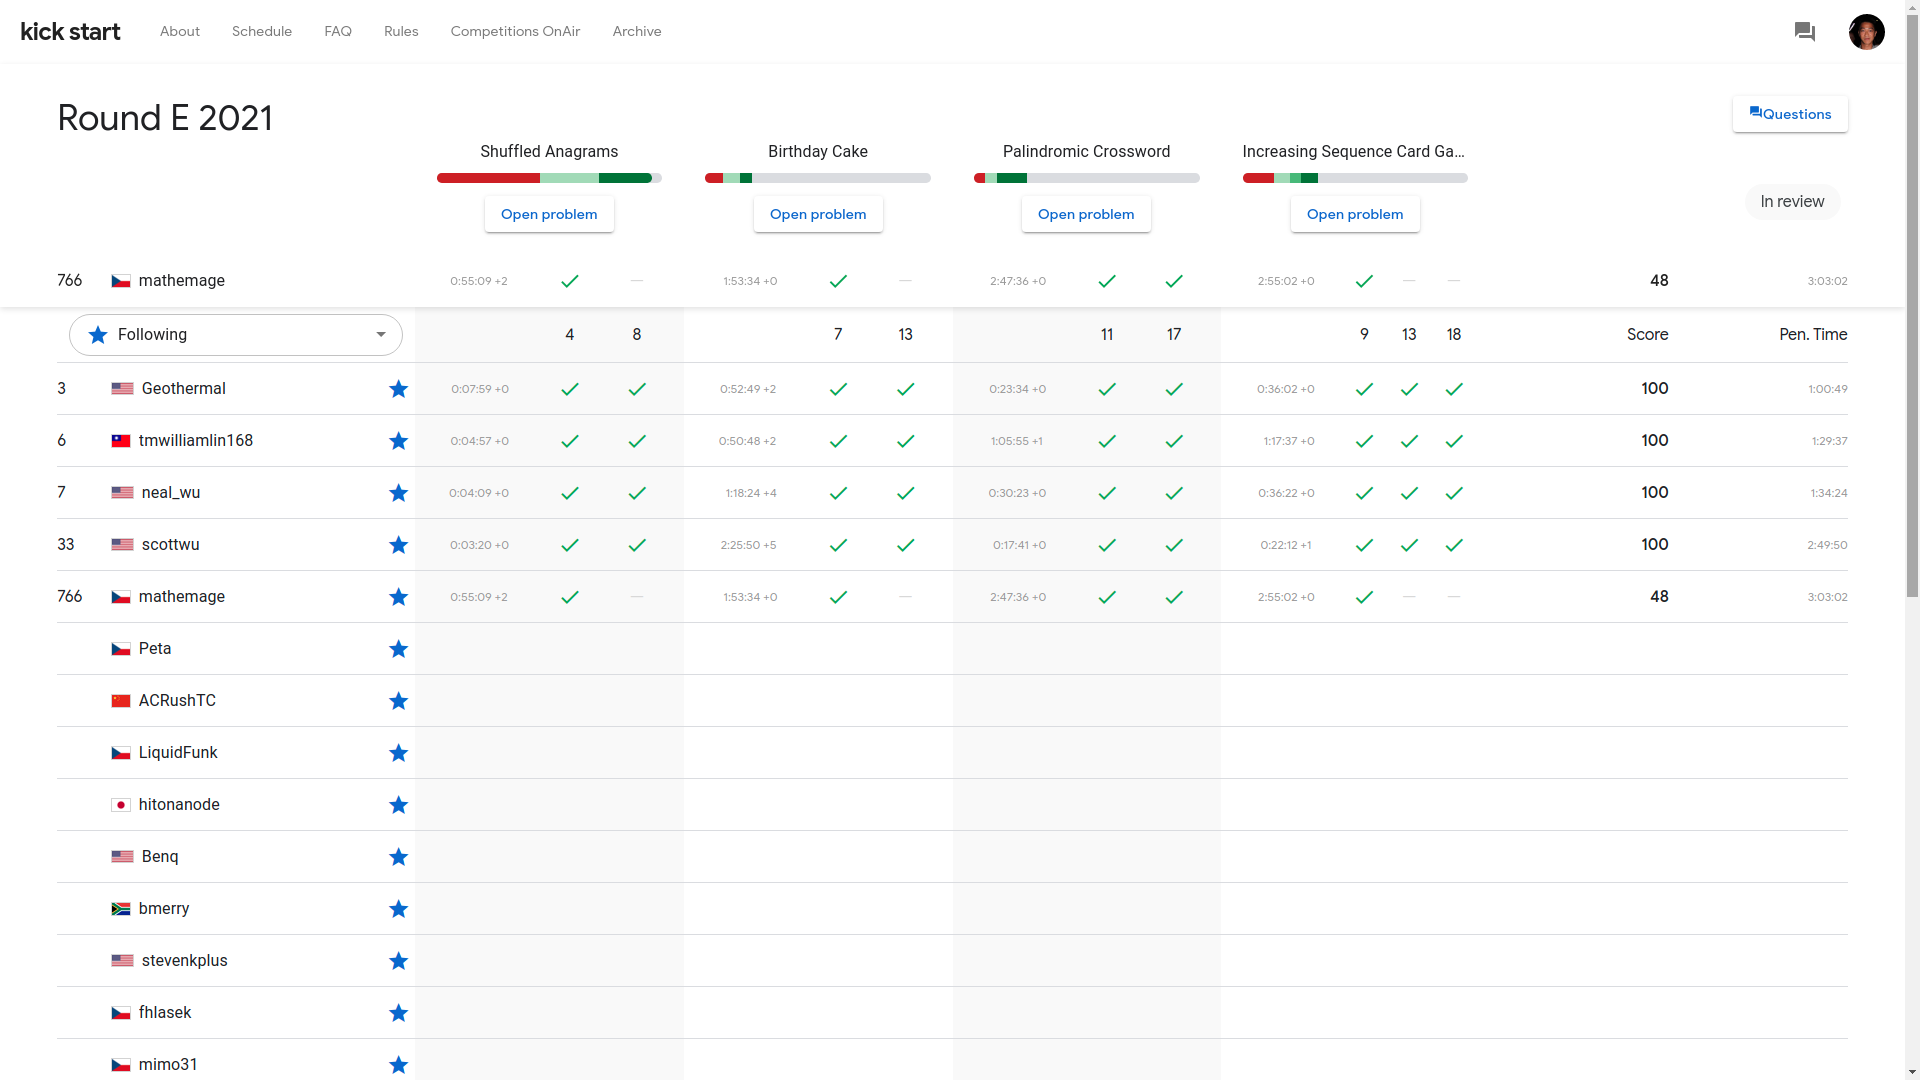 kick start About Schedule FAQ Rules Competitions OnAir Archive
Round E 2021
Questions
Shuffled Anagrams Birthday Cake Palindromic Crossword Increasing Sequence Card Ga...
Open problem Open problem Open problem Open problem
In review
766 mathemage 0:55:09 +2 — 1:53:34 +0 — 2:47:36 +0 2:55:02 +0 — — 48 3:03:02
Following 4 8 7 13 11 17 9 13 18 Score Pen. Time
3 Geothermal 0:07:59 +0 0:52:49 +2 0:23:34 +0 0:36:02 +0 100 1:00:49
6 tmwilliamlin168 0:04:57 +0 0:50:48 +2 1:05:55 +1 1:17:37 +0 100 1:29:37
7 neal_wu 0:04:09 +0 1:18:24 +4 0:30:23 +0 0:36:22 +0 100 1:34:24
33 scottwu 0:03:20 +0 2:25:50 +5 0:17:41 +0 0:22:12 +1 100 2:49:50
766 mathemage 0:55:09 +2 — 1:53:34 +0 — 2:47:36 +0 2:55:02 +0 — — 48 3:03:02
Peta
ACRushTC
LiquidFunk
hitonanode
Benq
bmerry
stevenkplus
fhlasek
mimo31